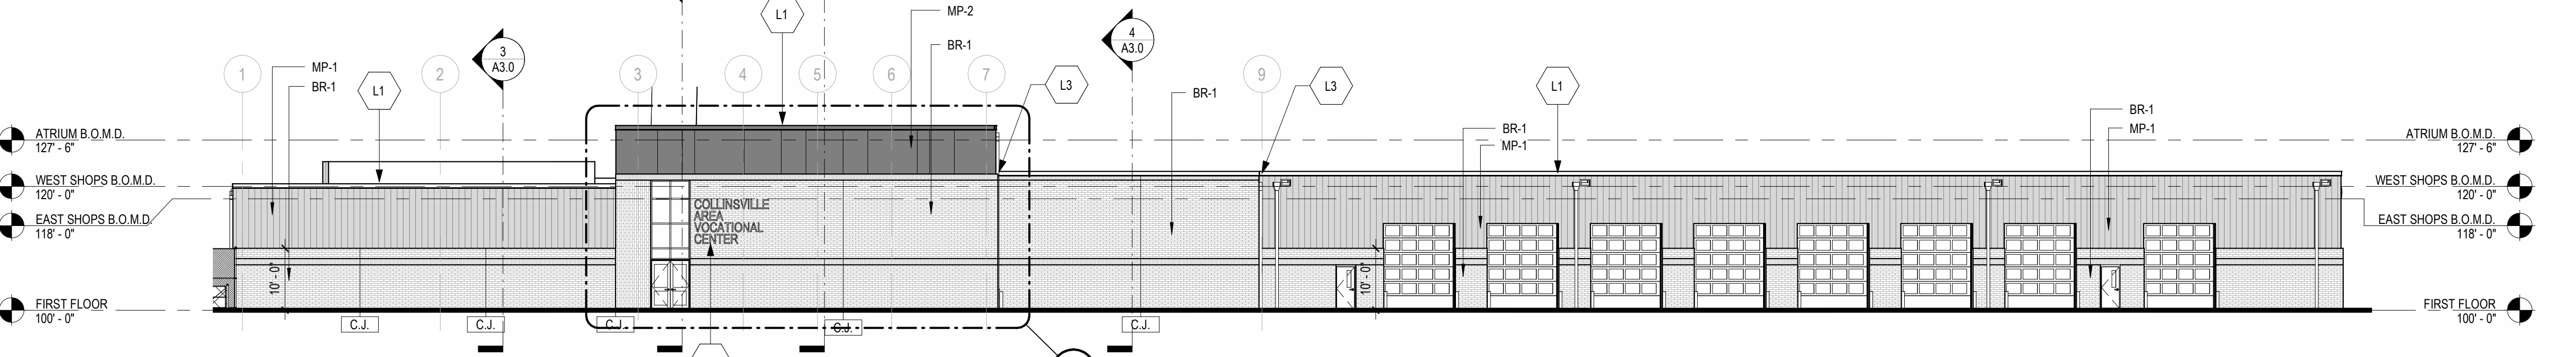 L1
MP-2
3
A3.0
4
A3.0
BR-1
1
MP-1
2
3
4
5
6
7
L3
9
L3
L1
BR-1
L1
BR-1
BR-1
MP-1
BR-1
MP-1
ATRIUM B.O.M.D.
127' - 6"
ATRIUM B.O.M.D.
127' - 6"
WEST SHOPS B.O.M.D.
120' - 0"
WEST SHOPS B.O.M.D.
120' - 0"
EAST SHOPS B.O.M.D.
118' - 0"
EAST SHOPS B.O.M.D.
118' - 0"
COLLINSVILLE
AREA
VOCATIONAL
CENTER
10' - 0"
10' - 0"
FIRST FLOOR
100' - 0"
FIRST FLOOR
100' - 0"
C.J.
C.J.
C.J.
C.J.
C.J.